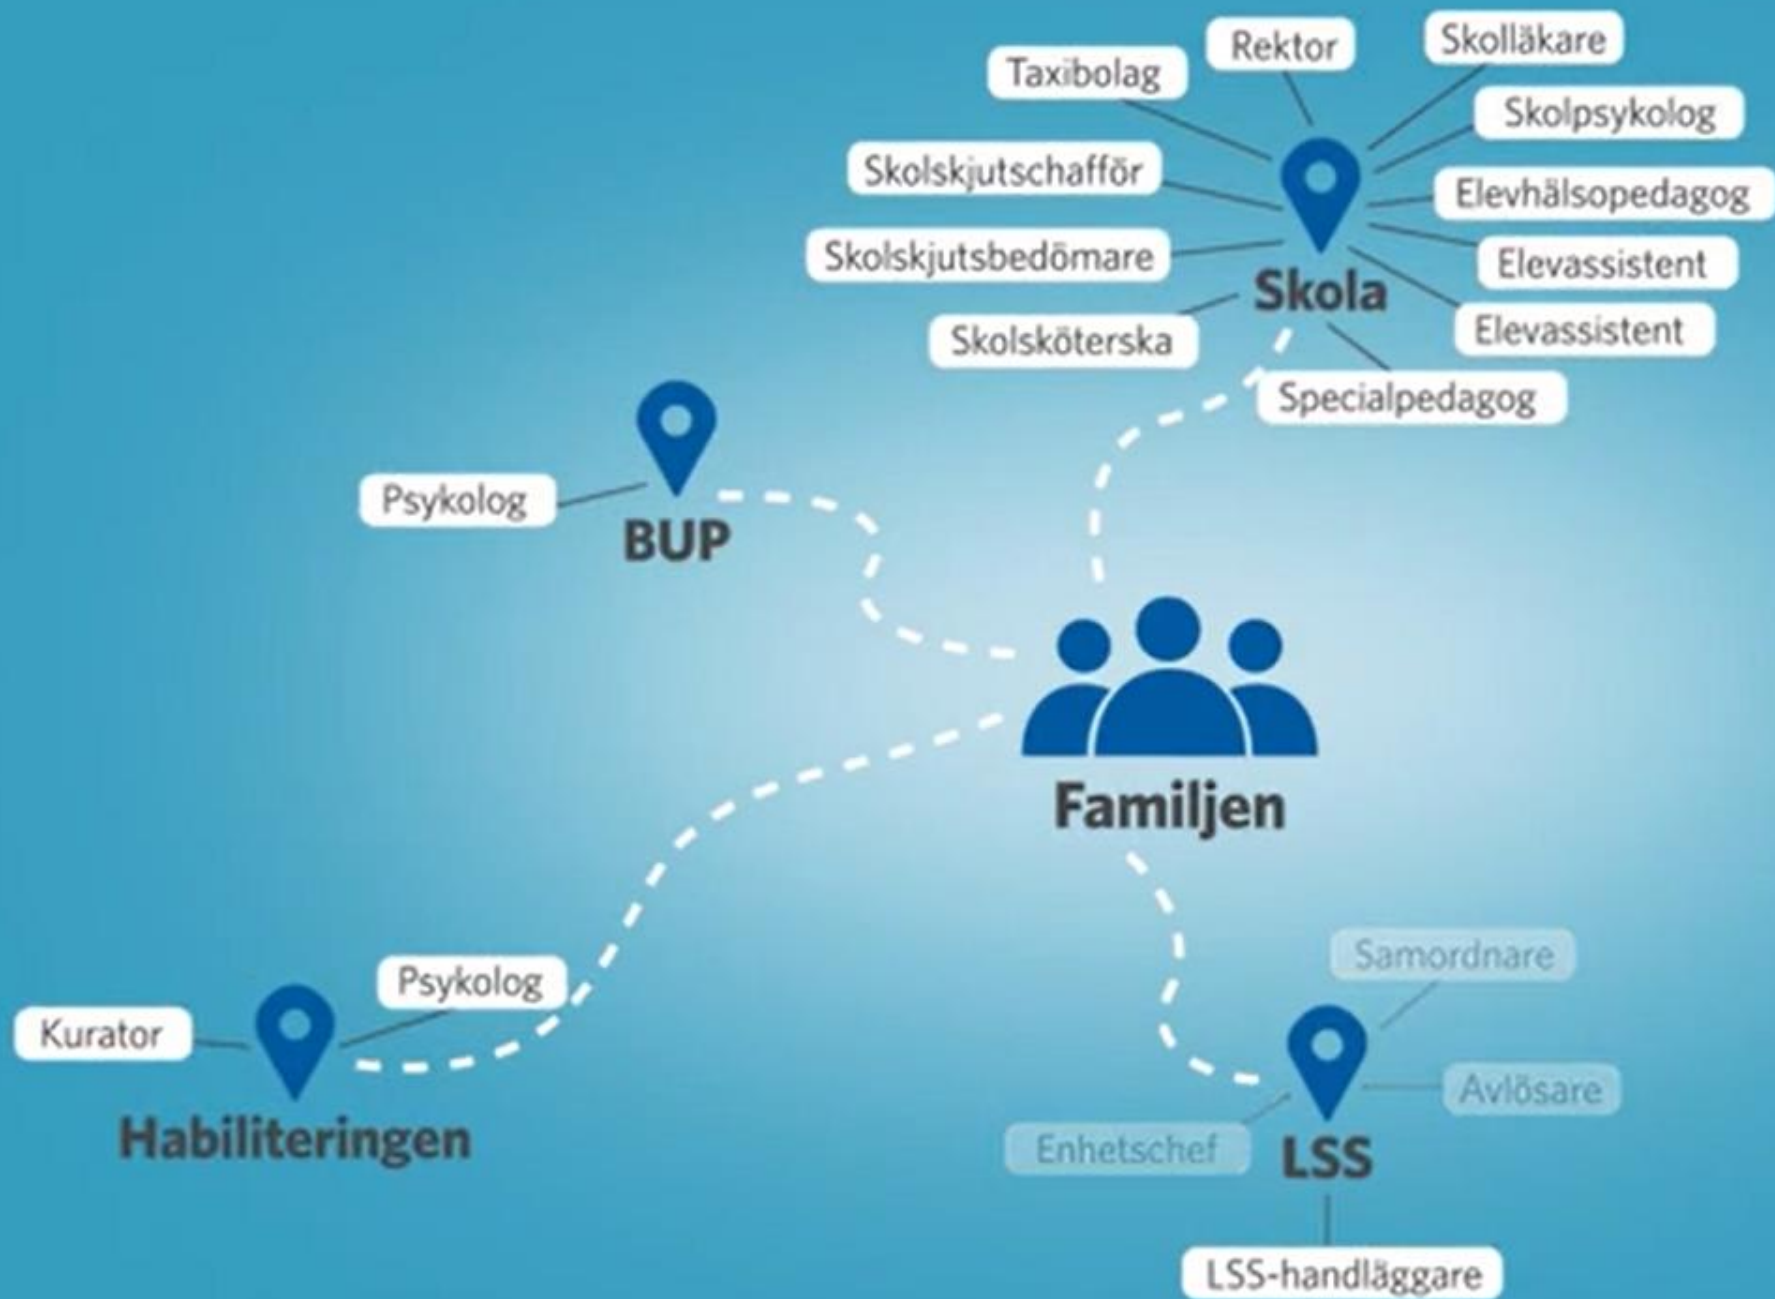 Rektor
Skolläkare
Taxibolag
Skolpsykolog
Skolskjutschafför
Elevhälsopedagog
Skolskjutsbedömare
Elevassistent
Skola
Skolsköterska
Elevassistent
Specialpedagog
Psykolog
BUP
Familjen
Samordnare
Psykolog
Kurator
Avlösare
Habiliteringen
Enhetschef
LSS
LSS-handläggare